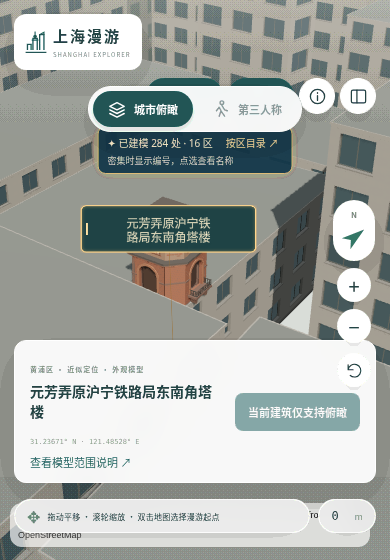 上海漫游
SHANGHAI EXPLORER
城市俯瞰
第三人称
✦ 已建模 284 处 · 16 区 按区目录 ↗
密集时显示编号，点选查看名称
元芳弄原沪宁铁
路局东南角塔楼
N
+
−
黄浦区 · 近似定位 · 外观模型
元芳弄原沪宁铁路局东南角塔
楼
当前建筑仅支持俯瞰
31.23671° N · 121.48528° E
查看模型范围说明 ↗
拖动平移 · 滚轮缩放 · 双击地图选择漫游起点
0 m
OpenStreetMap